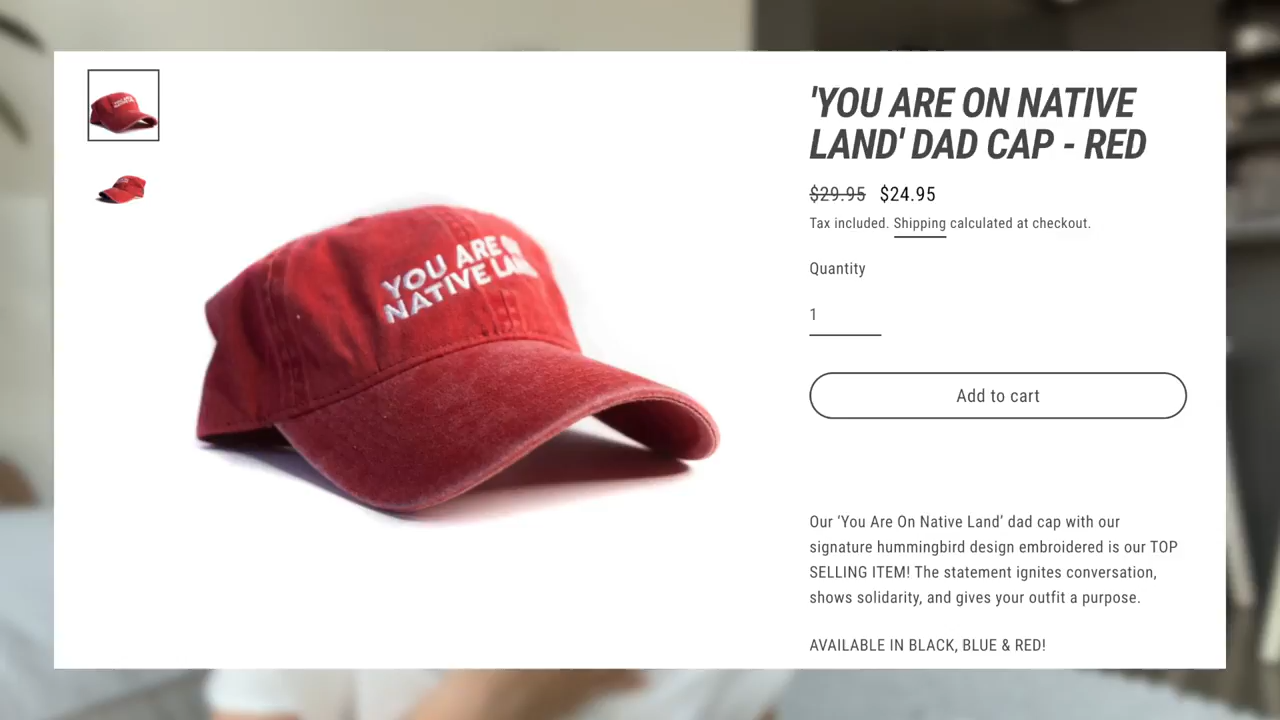 YOU ARE ON
NATIVE LAND
'YOU ARE ON NATIVE
LAND' DAD CAP - RED
$29.95 $24.95
Tax included. Shipping calculated at checkout.
Quantity
1
Add to cart
Our ‘You Are On Native Land’ dad cap with our
signature hummingbird design embroidered is our TOP
SELLING ITEM! The statement ignites conversation,
shows solidarity, and gives your outfit a purpose.
AVAILABLE IN BLACK, BLUE & RED!